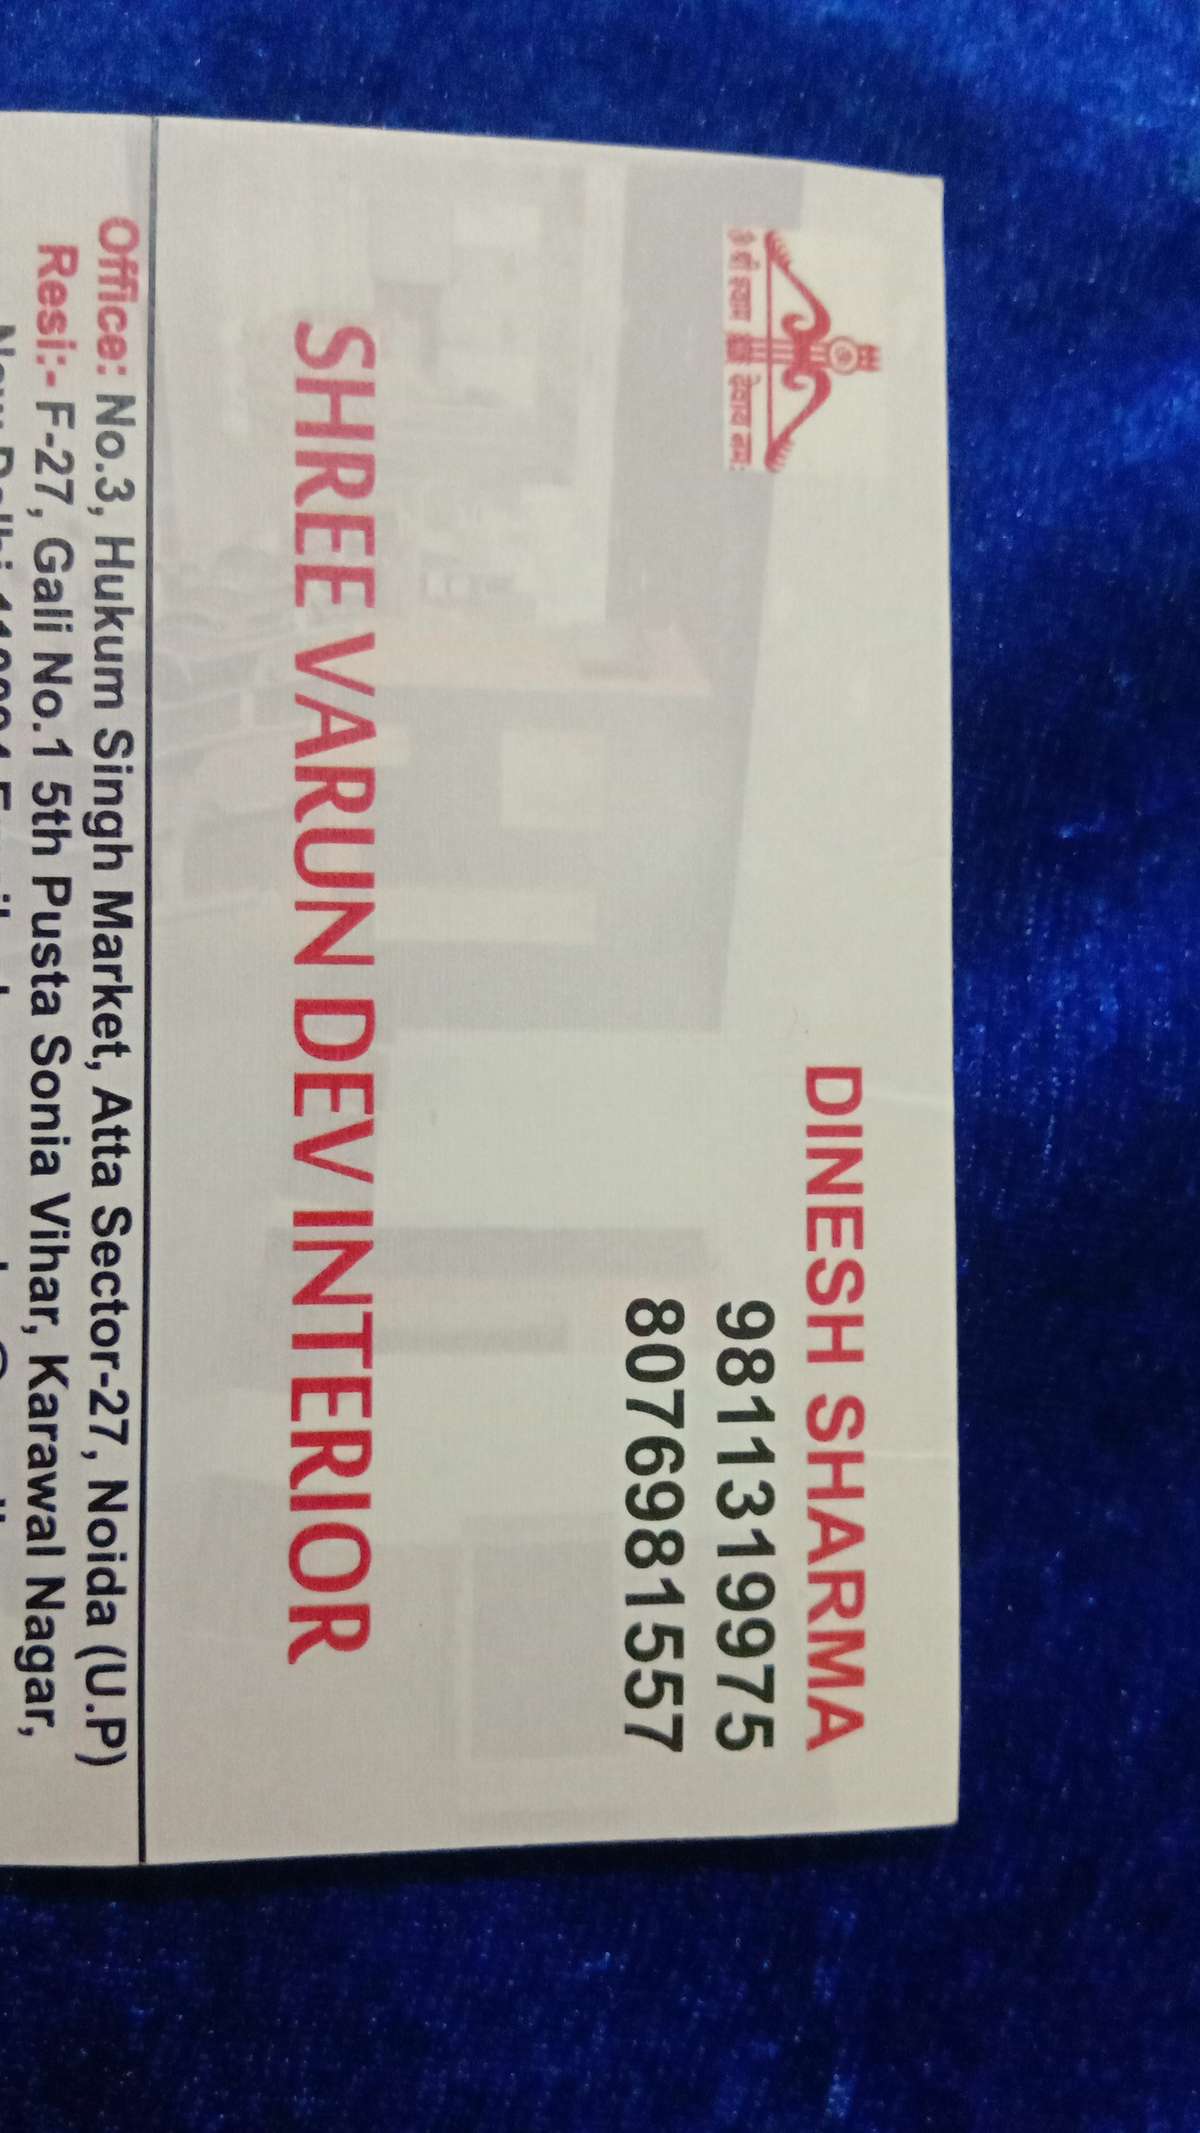 DINESH SHARMA
9811319975
8076981557
ॐ श्री श्याम देवाय नमः
SHREE VARUN DEV INTERIOR
Office: No.3, Hukum Singh Market, Atta Sector-27, Noida (U.P)
Resi:- F-27, Gali No.1 5th Pusta Sonia Vihar, Karawal Nagar,